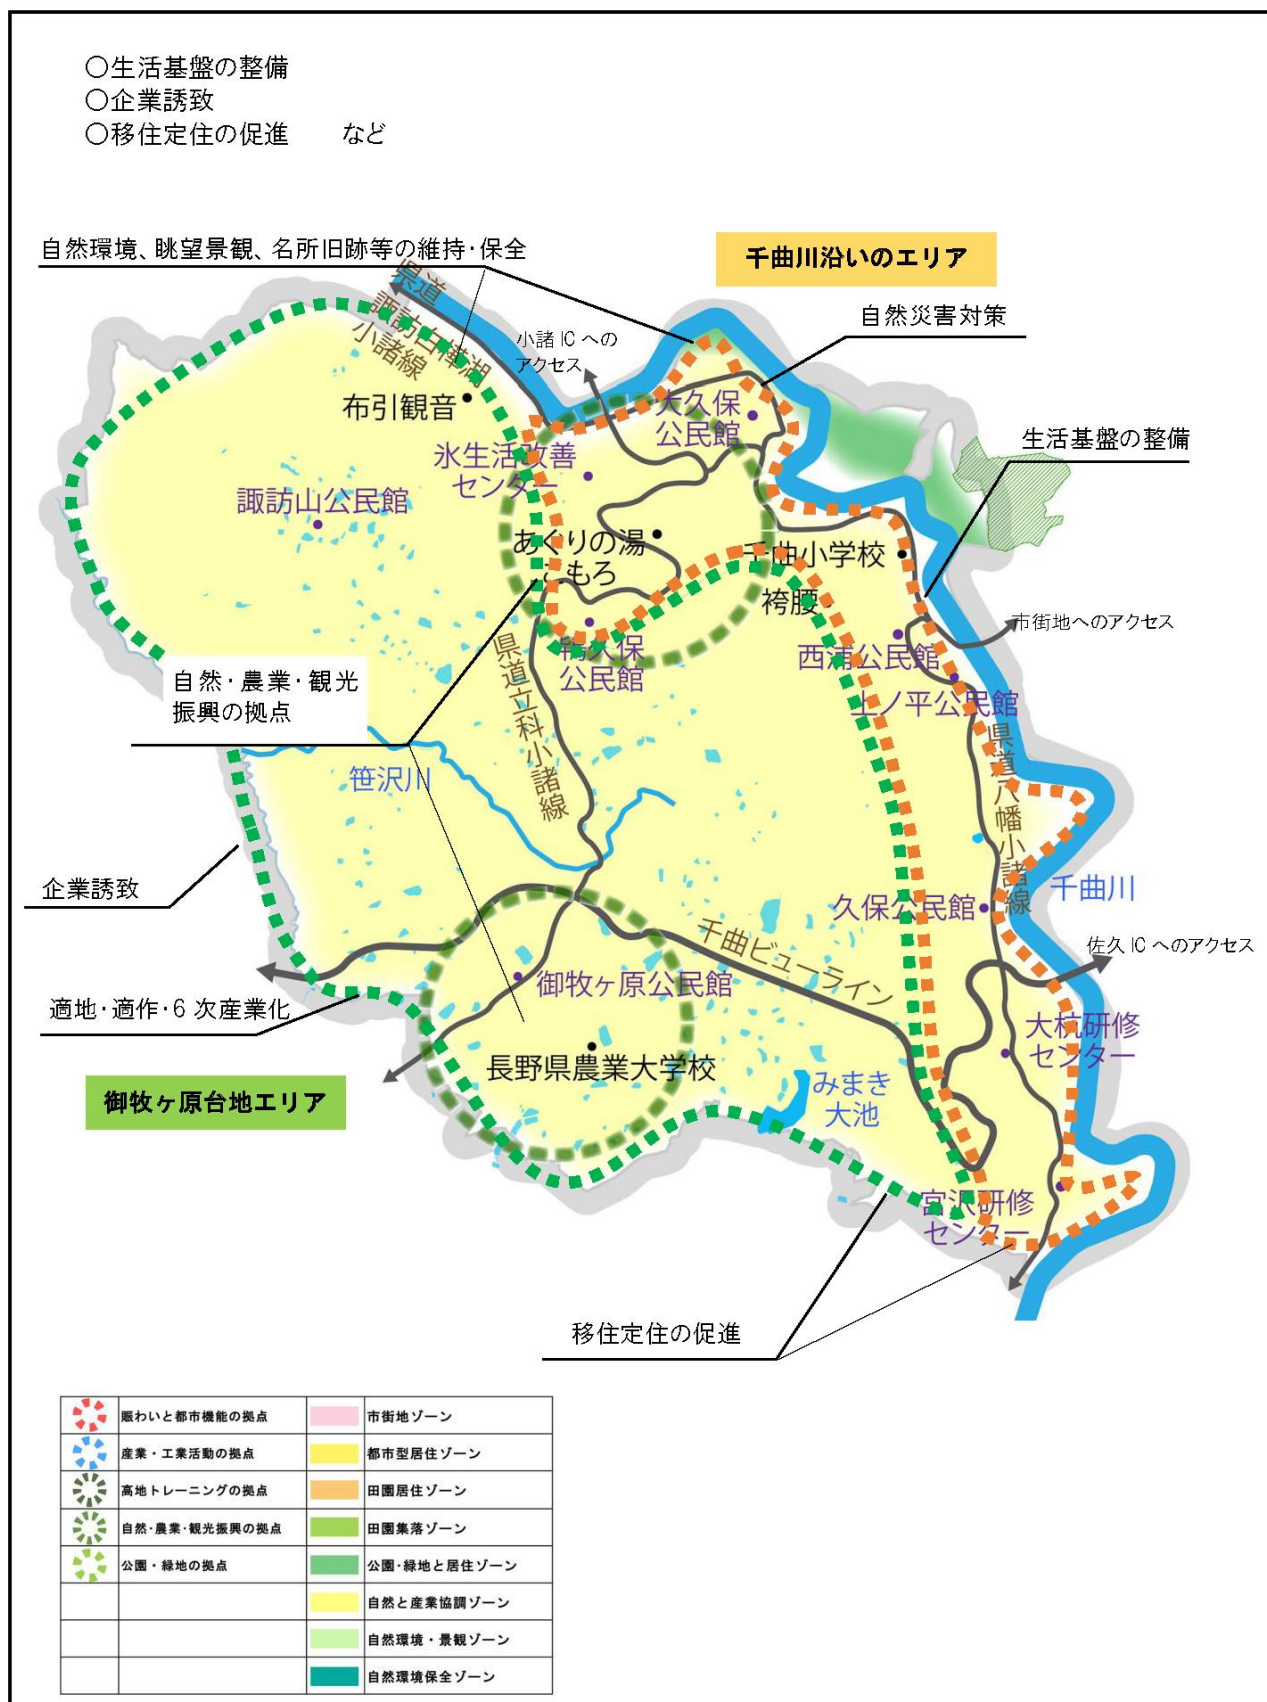 ○生活基盤の整備
○企業誘致
○移住定住の促進　　など
自然環境、眺望景観、名所旧跡等の維持・保全
千曲川沿いのエリア
県道
諏訪白樺湖
小諸線
小諸 IC への
アクセス
自然災害対策
布引観音
大久保
公民館
生活基盤の整備
氷生活改善
センター
諏訪山公民館
あぐりの湯
こもろ
千曲小学校
袴腰
市街地へのアクセス
鴇久保
公民館
西浦公民館
上ノ平公民館
自然・農業・観光
振興の拠点
県道立科小諸線
県道八幡小諸線
笹沢川
企業誘致
久保公民館
千曲川
千曲ビューライン
佐久 IC へのアクセス
御牧ヶ原公民館
適地・適作・6 次産業化
大杭研修
センター
長野県農業大学校
みまき
大池
御牧ヶ原台地エリア
宮沢研修
センター
移住定住の促進
賑わいと都市機能の拠点
市街地ゾーン
産業・工業活動の拠点
都市型居住ゾーン
高地トレーニングの拠点
田園居住ゾーン
自然・農業・観光振興の拠点
田園集落ゾーン
公園・緑地の拠点
公園・緑地と居住ゾーン
自然と産業協調ゾーン
自然環境・景観ゾーン
自然環境保全ゾーン